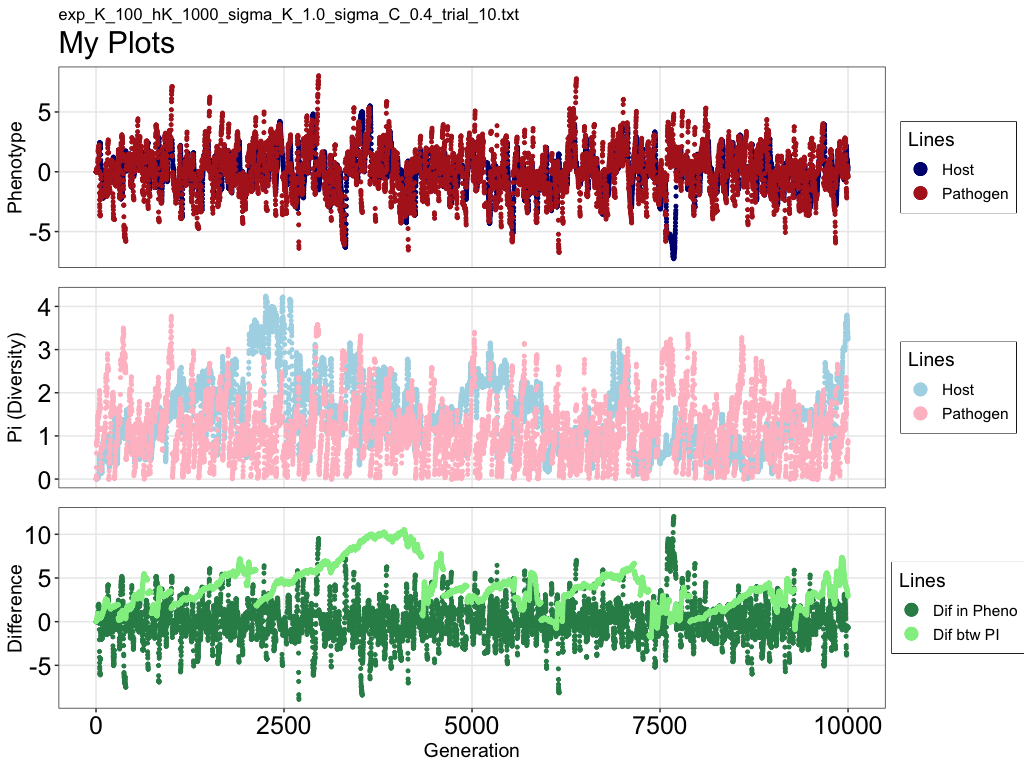 exp_K_100_hK_1000_sigma_K_1.0_sigma_C_0.4_trial_10.txt
My Plots
Phenotype
5
0
-5
Lines
Host
Pathogen
Pi (Diversity)
4
3
2
1
0
Lines
Host
Pathogen
Difference
10
5
0
-5
Lines
Dif in Pheno
Dif btw PI
0 2500 5000 7500 10000
Generation